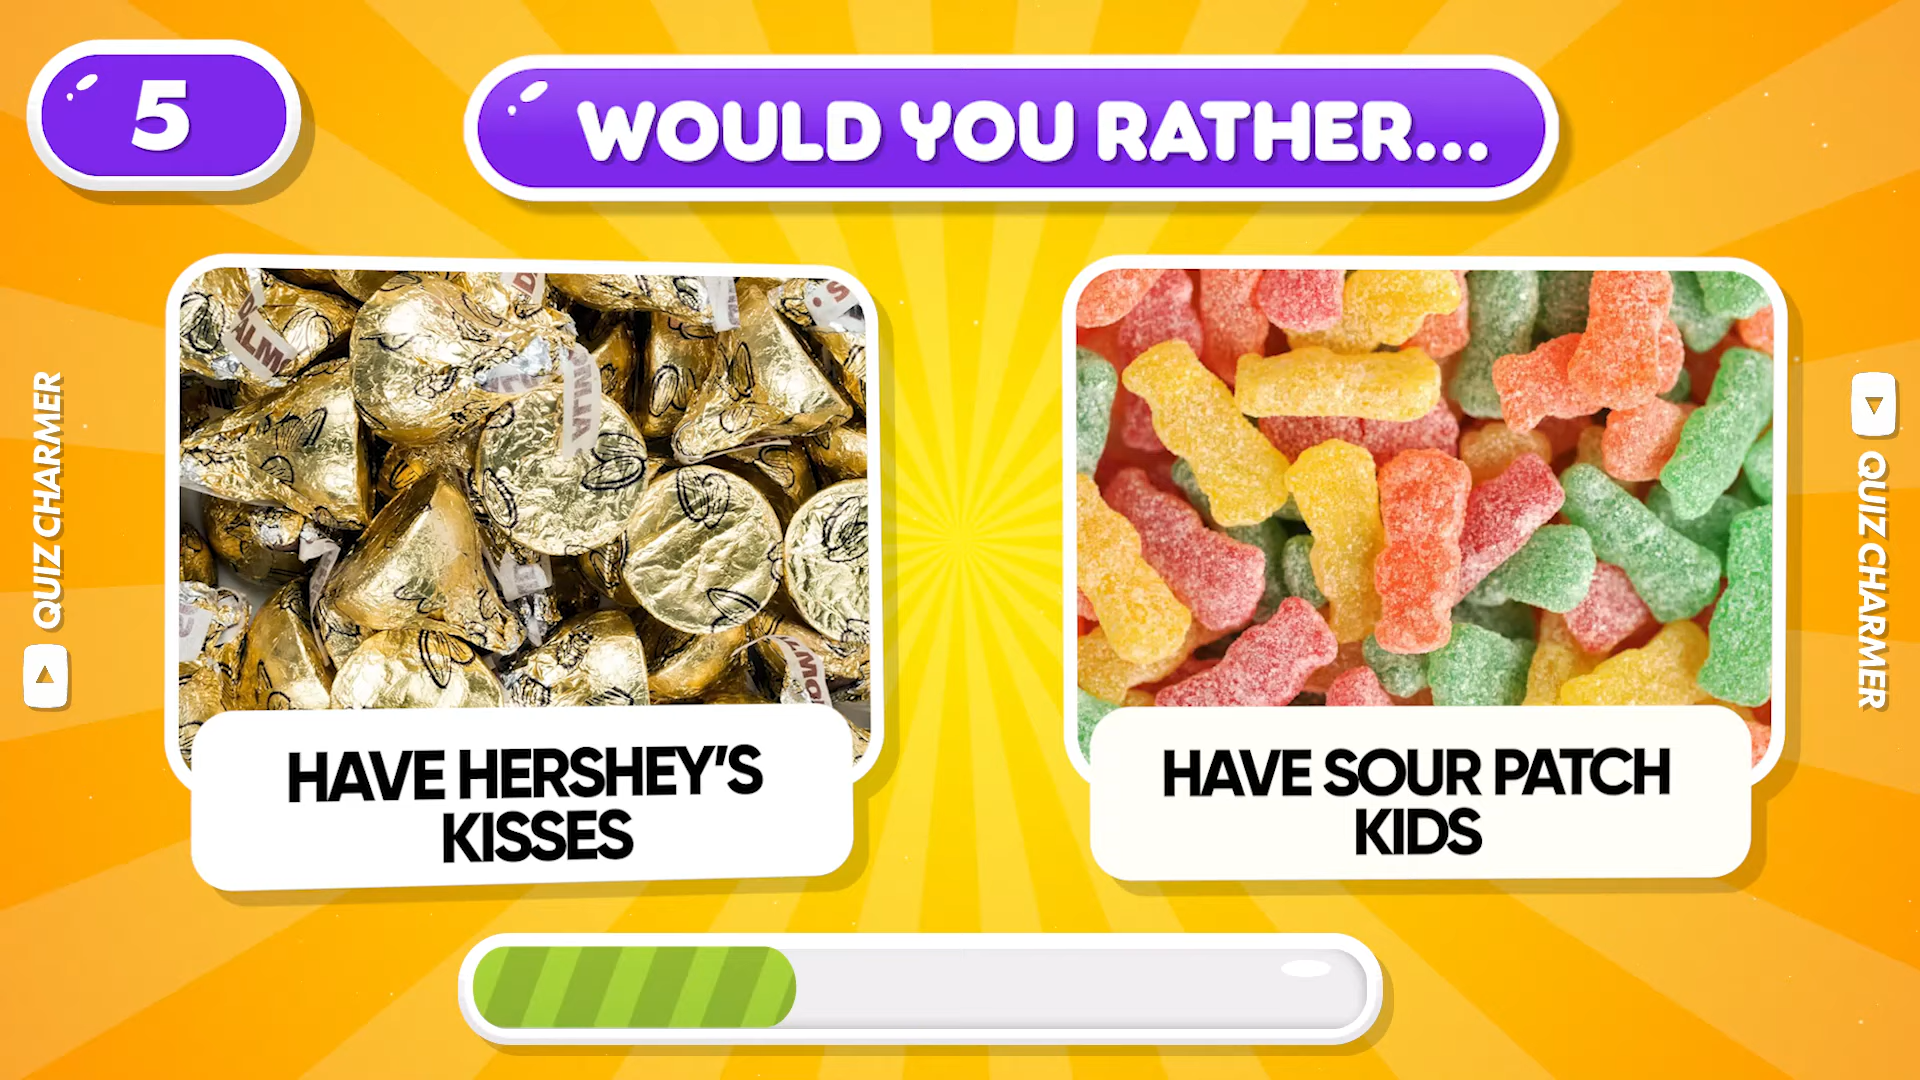 5
WOULD YOU RATHER...
HAVE HERSHEY'S
KISSES
HAVE SOUR PATCH
KIDS
QUIZ CHARMER
QUIZ CHARMER